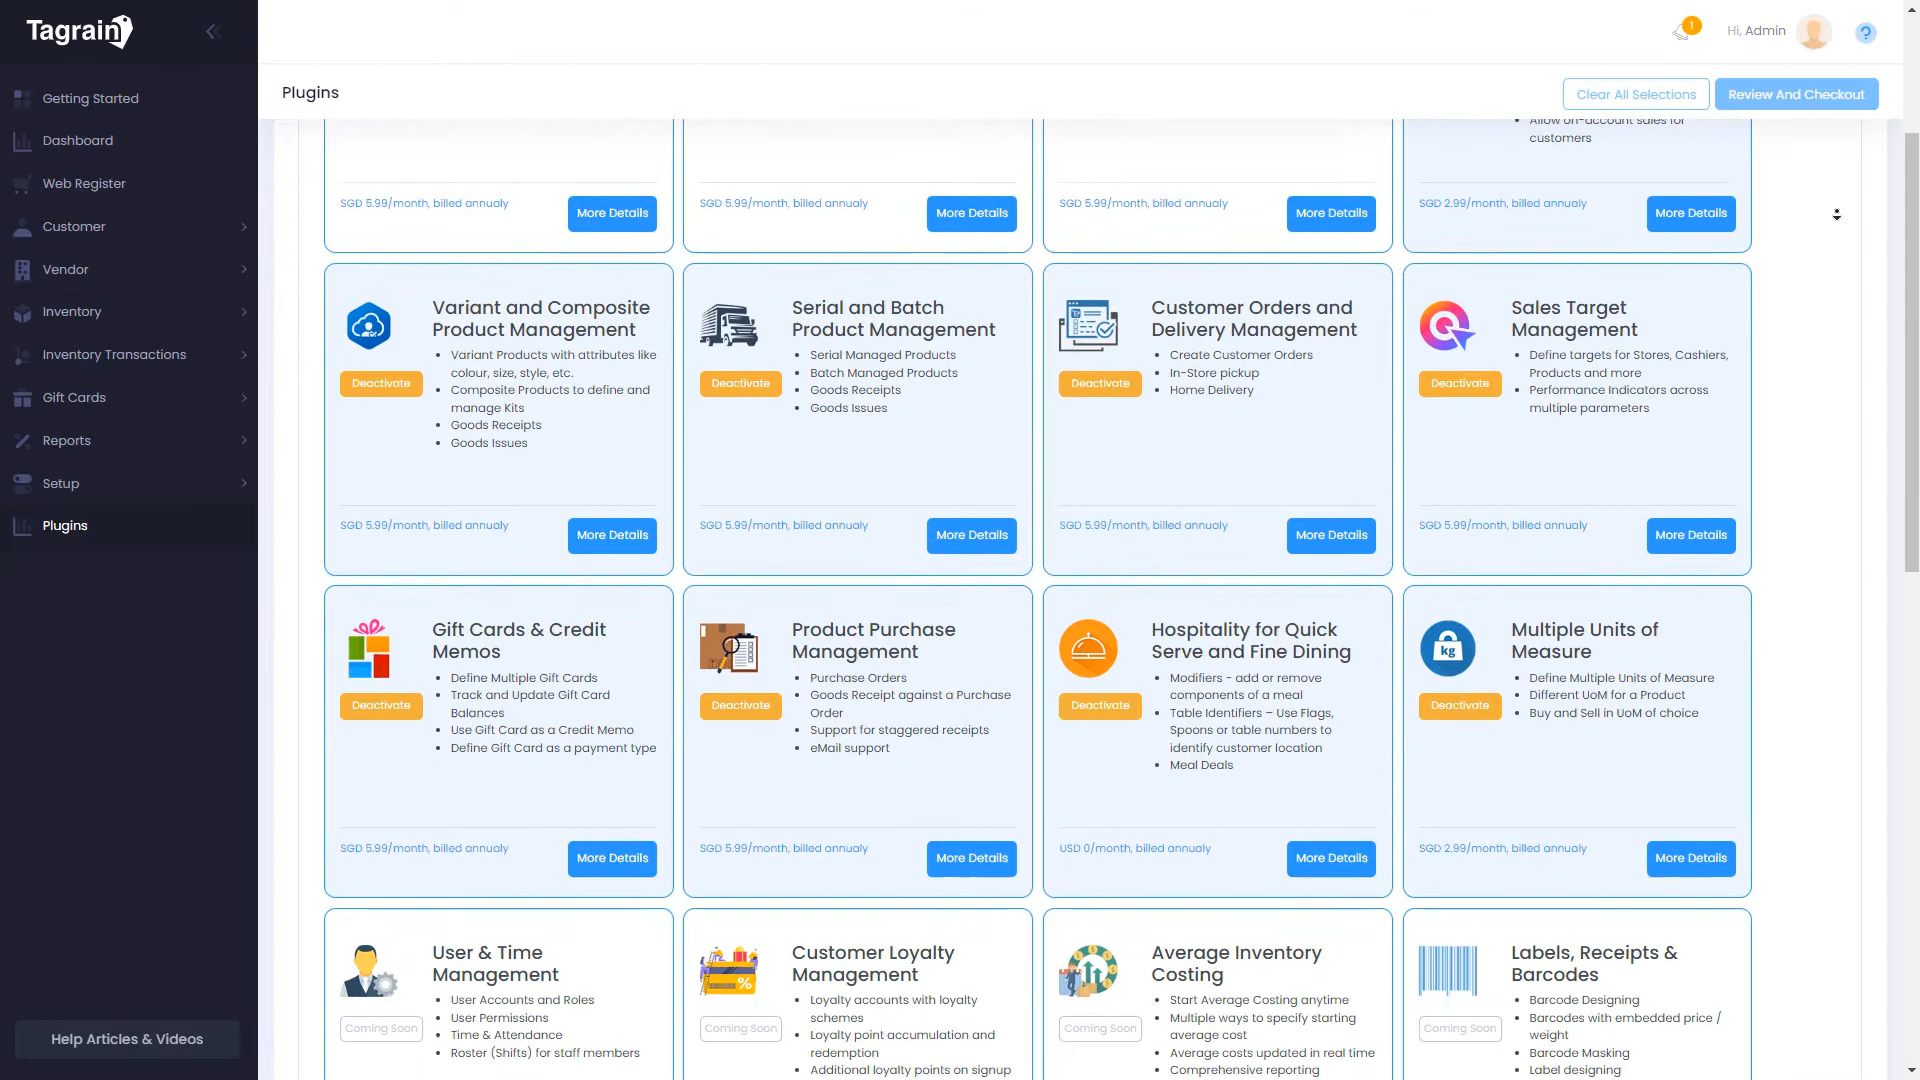 Tagrain
1
Hi, Admin
?
Plugins
Clear All Selections
Review And Checkout
Getting Started
Dashboard
Web Register
Customer
Vendor
Inventory
Inventory Transactions
Gift Cards
Reports
Setup
Plugins
Help Articles & Videos
Allow on-account sales for
customers
SGD 5.99/month, billed annualy
More Details
SGD 5.99/month, billed annualy
More Details
SGD 5.99/month, billed annualy
More Details
SGD 2.99/month, billed annualy
More Details
Variant and Composite
Product Management
Deactivate
Variant Products with attributes like
colour, size, style, etc.
Composite Products to define and
manage Kits
Goods Receipts
Goods Issues
SGD 5.99/month, billed annualy
More Details
Serial and Batch
Product Management
Deactivate
Serial Managed Products
Batch Managed Products
Goods Receipts
Goods Issues
SGD 5.99/month, billed annualy
More Details
Customer Orders and
Delivery Management
Deactivate
Create Customer Orders
In-Store pickup
Home Delivery
SGD 5.99/month, billed annualy
More Details
Sales Target
Management
Deactivate
Define targets for Stores, Cashiers,
Products and more
Performance Indicators across
multiple parameters
SGD 5.99/month, billed annualy
More Details
Gift Cards & Credit
Memos
Deactivate
Define Multiple Gift Cards
Track and Update Gift Card
Balances
Use Gift Card as a Credit Memo
Define Gift Card as a payment type
SGD 5.99/month, billed annualy
More Details
Product Purchase
Management
Deactivate
Purchase Orders
Goods Receipt against a Purchase
Order
Support for staggered receipts
eMail support
SGD 5.99/month, billed annualy
More Details
Hospitality for Quick
Serve and Fine Dining
Deactivate
Modifiers - add or remove
components of a meal
Table Identifiers – Use Flags,
Spoons or table numbers to
identify customer location
Meal Deals
USD 0/month, billed annualy
More Details
kg
Multiple Units of
Measure
Deactivate
Define Multiple Units of Measure
Different UoM for a Product
Buy and Sell in UoM of choice
SGD 2.99/month, billed annualy
More Details
User & Time
Management
Coming Soon
User Accounts and Roles
User Permissions
Time & Attendance
Roster (Shifts) for staff members
%
Customer Loyalty
Management
Coming Soon
Loyalty accounts with loyalty
schemes
Loyalty point accumulation and
redemption
Additional loyalty points on signup
Average Inventory
Costing
Coming Soon
Start Average Costing anytime
Multiple ways to specify starting
average cost
Average costs updated in real time
Comprehensive reporting
Labels, Receipts &
Barcodes
Coming Soon
Barcode Designing
Barcodes with embedded price /
weight
Barcode Masking
Label designing